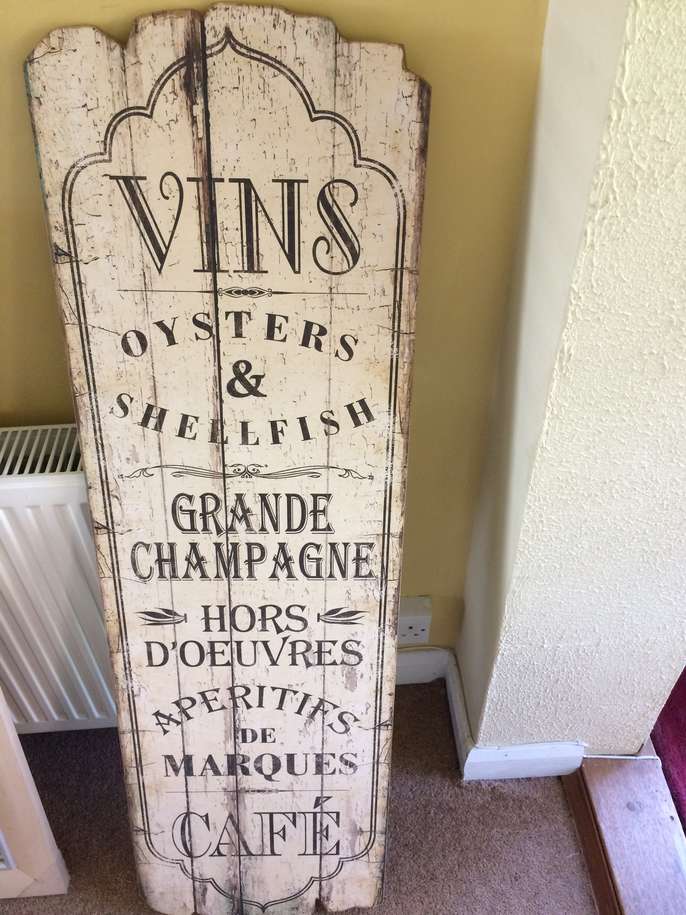 VINS
OYSTERS
&
SHELLFISH
GRANDE
CHAMPAGNE
HORS
D'OEUVRES
APERITIFS
DE
MARQUES
CAFÉ